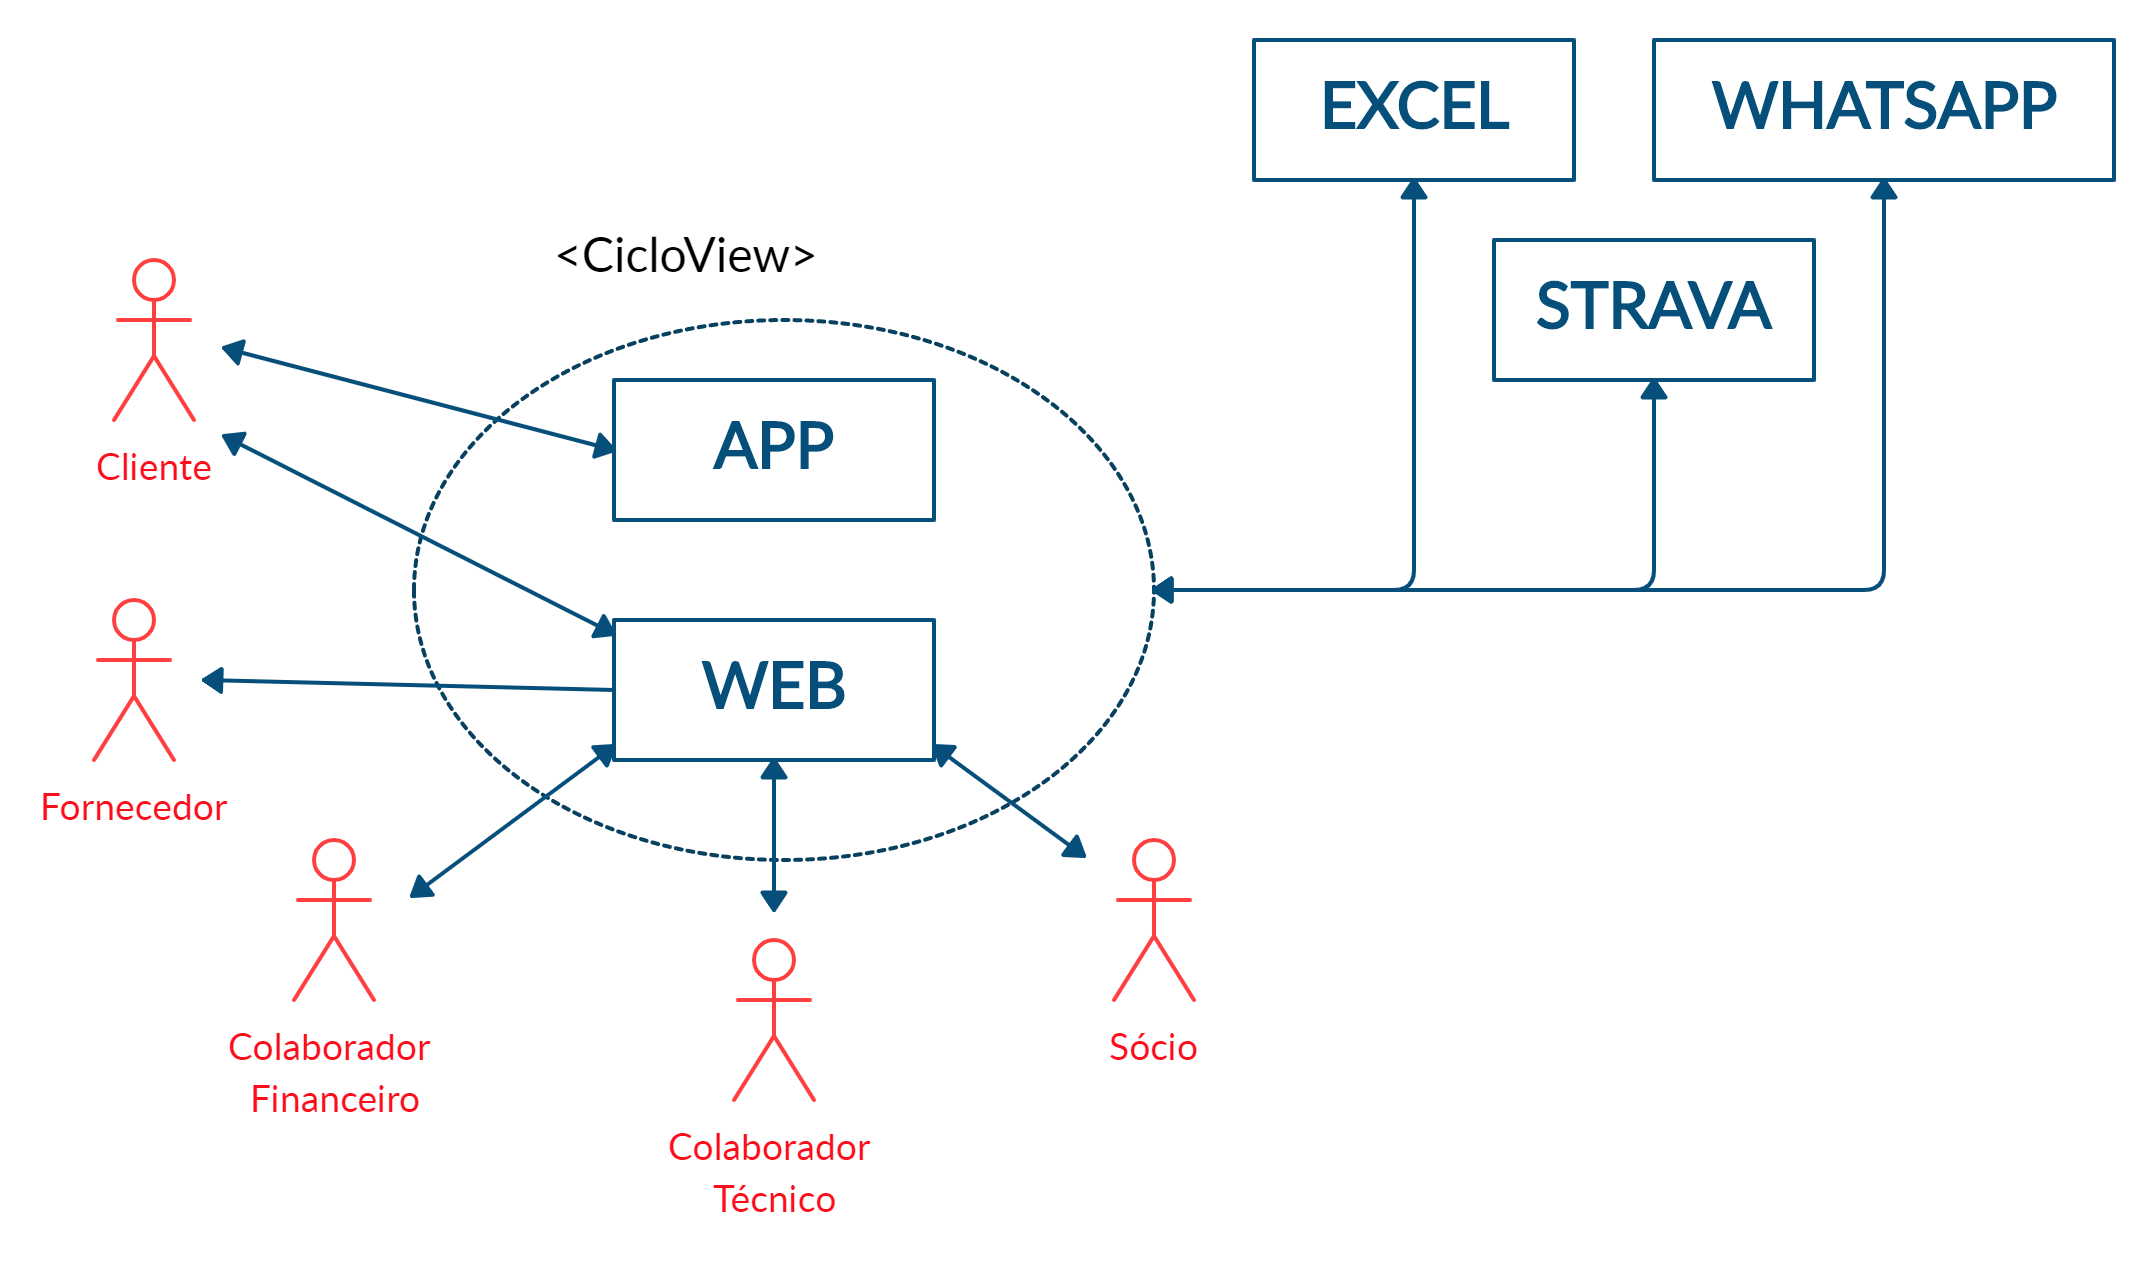 EXCEL
WHATSAPP
<CicloView>
STRAVA
Cliente
APP
WEB
Fornecedor
Colaborador
Financeiro
Sócio
Colaborador
Técnico